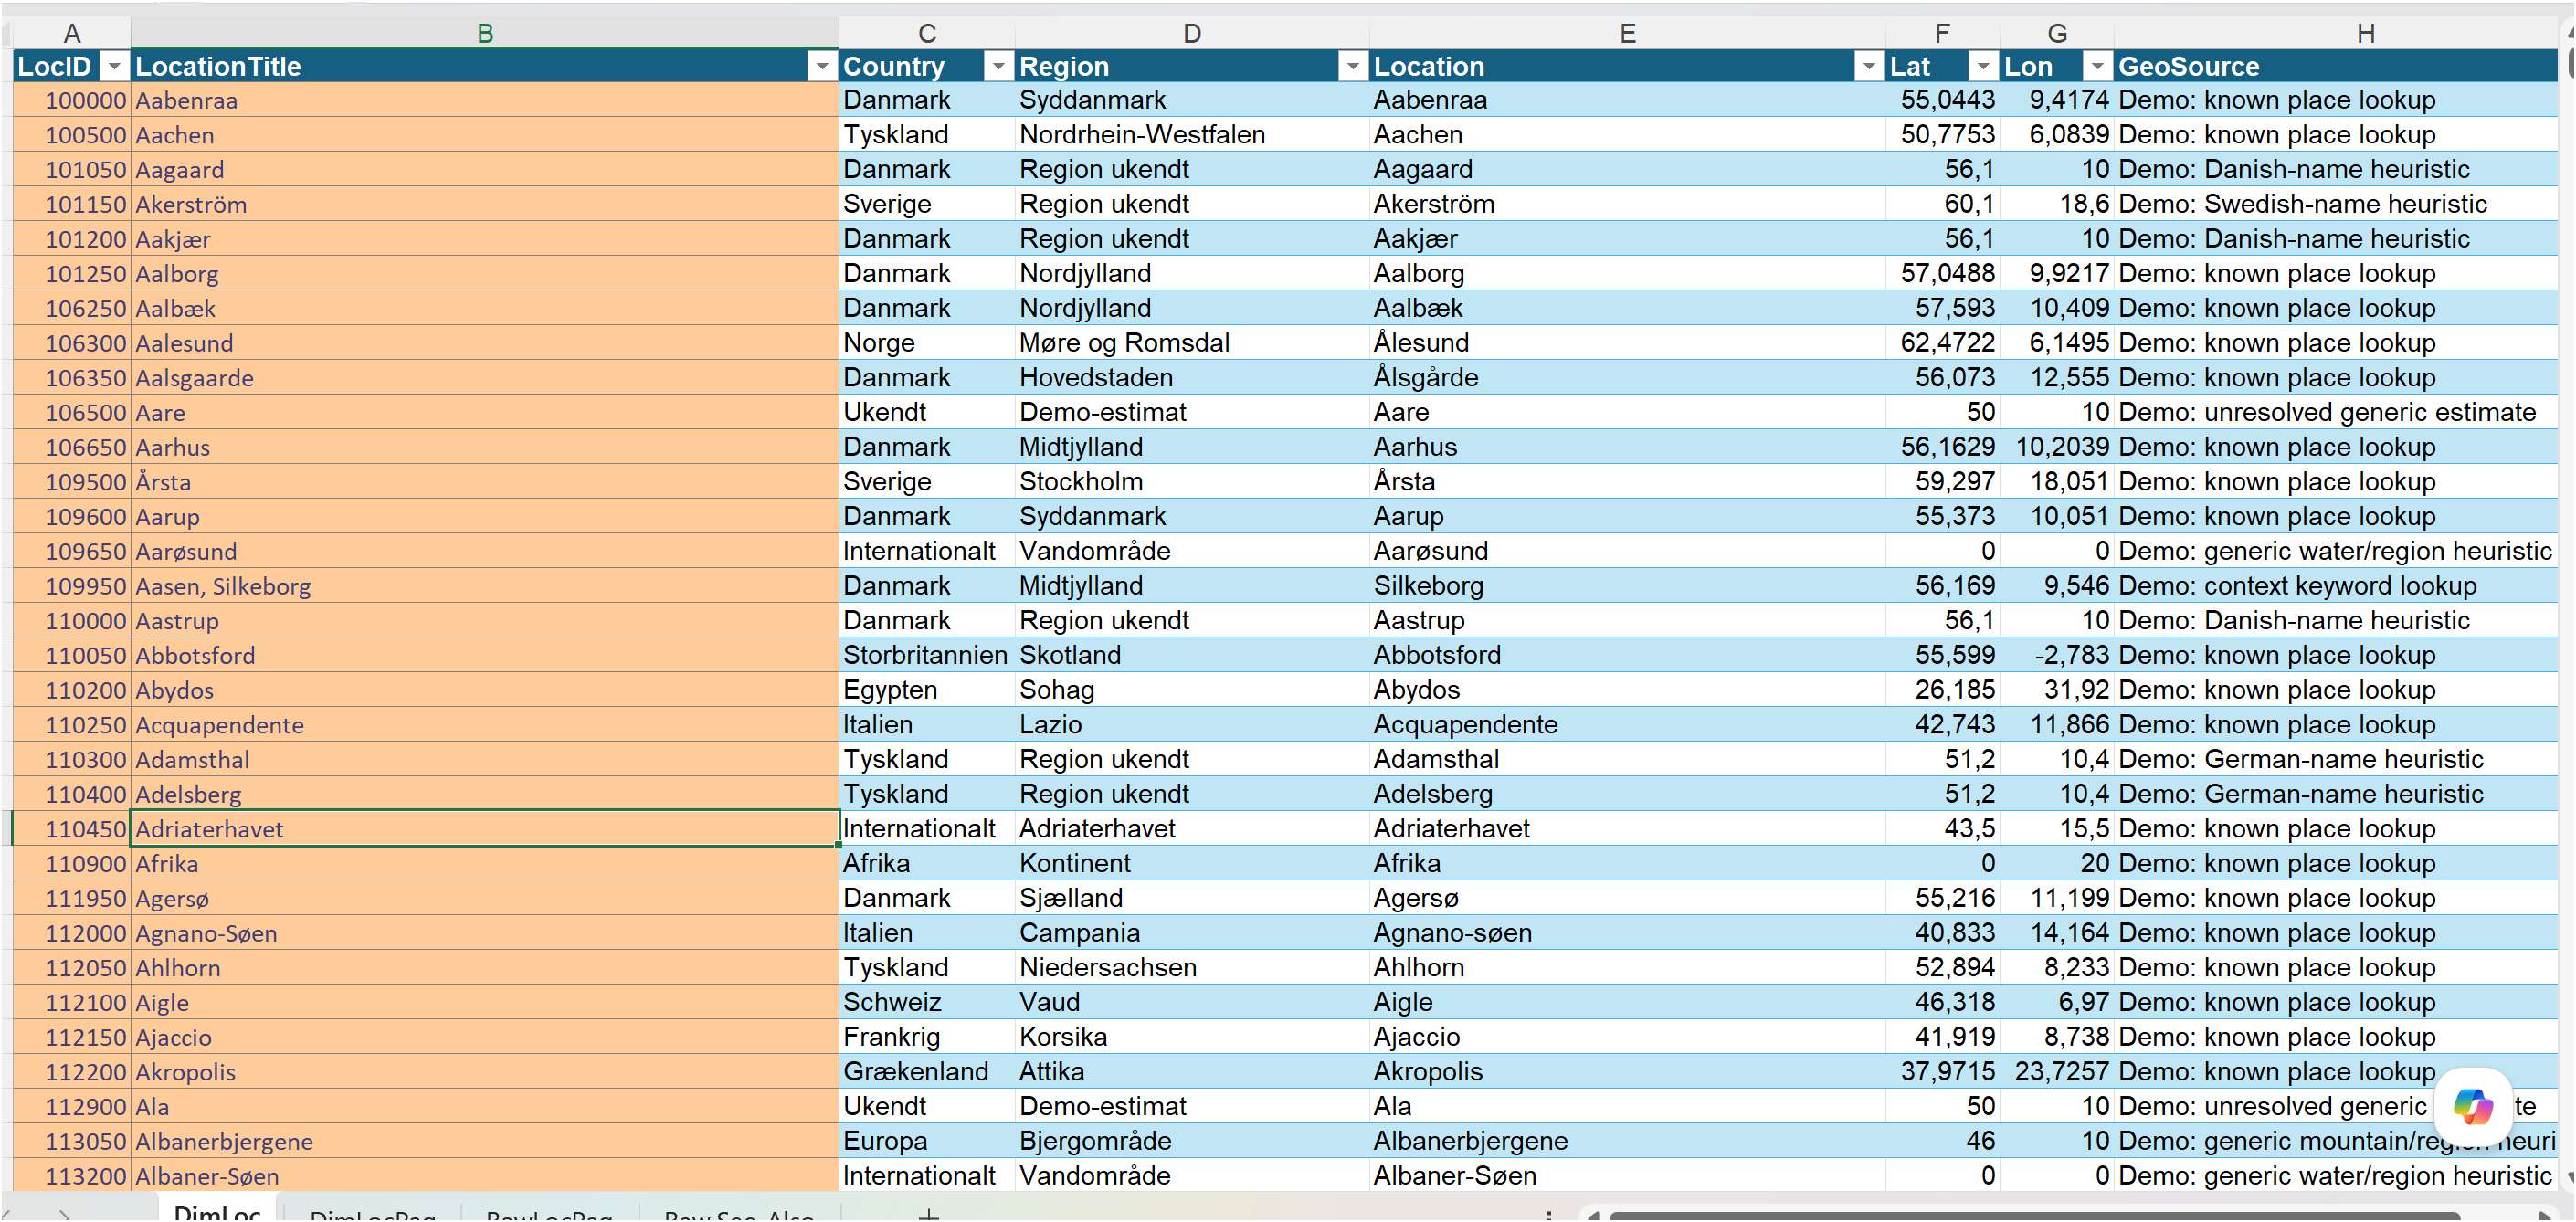 A B C D E F G H
LocID LocationTitle Country Region Location Lat Lon GeoSource
100000 Aabenraa Danmark Syddanmark Aabenraa 55,0443 9,4174 Demo: known place lookup
100500 Aachen Tyskland Nordrhein-Westfalen Aachen 50,7753 6,0839 Demo: known place lookup
101050 Aagaard Danmark Region ukendt Aagaard 56,1 10 Demo: Danish-name heuristic
101150 Akerström Sverige Region ukendt Akerström 60,1 18,6 Demo: Swedish-name heuristic
101200 Aakjær Danmark Region ukendt Aakjær 56,1 10 Demo: Danish-name heuristic
101250 Aalborg Danmark Nordjylland Aalborg 57,0488 9,9217 Demo: known place lookup
106250 Aalbæk Danmark Nordjylland Aalbæk 57,593 10,409 Demo: known place lookup
106300 Aalesund Norge Møre og Romsdal Ålesund 62,4722 6,1495 Demo: known place lookup
106350 Aalsgaarde Danmark Hovedstaden Ålsgårde 56,073 12,555 Demo: known place lookup
106500 Aare Ukendt Demo-estimat Aare 50 10 Demo: unresolved generic estimate
106650 Aarhus Danmark Midtjylland Aarhus 56,1629 10,2039 Demo: known place lookup
109500 Årsta Sverige Stockholm Årsta 59,297 18,051 Demo: known place lookup
109600 Aarup Danmark Syddanmark Aarup 55,373 10,051 Demo: known place lookup
109650 Aarøsund Internationalt Vandområde Aarøsund 0 0 Demo: generic water/region heuristic
109950 Aasen, Silkeborg Danmark Midtjylland Silkeborg 56,169 9,546 Demo: context keyword lookup
110000 Aastrup Danmark Region ukendt Aastrup 56,1 10 Demo: Danish-name heuristic
110050 Abbotsford Storbritannien Skotland Abbotsford 55,599 -2,783 Demo: known place lookup
110200 Abydos Egypten Sohag Abydos 26,185 31,92 Demo: known place lookup
110250 Acquapendente Italien Lazio Acquapendente 42,743 11,866 Demo: known place lookup
110300 Adamsthal Tyskland Region ukendt Adamsthal 51,2 10,4 Demo: German-name heuristic
110400 Adelsberg Tyskland Region ukendt Adelsberg 51,2 10,4 Demo: German-name heuristic
110450 Adriaterhavet Internationalt Adriaterhavet Adriaterhavet 43,5 15,5 Demo: known place lookup
110900 Afrika Afrika Kontinent Afrika 0 20 Demo: known place lookup
111950 Agersø Danmark Sjælland Agersø 55,216 11,199 Demo: known place lookup
112000 Agnano-Søen Italien Campania Agnano-søen 40,833 14,164 Demo: known place lookup
112050 Ahlhorn Tyskland Niedersachsen Ahlhorn 52,894 8,233 Demo: known place lookup
112100 Aigle Schweiz Vaud Aigle 46,318 6,97 Demo: known place lookup
112150 Ajaccio Frankrig Korsika Ajaccio 41,919 8,738 Demo: known place lookup
112200 Akropolis Grækenland Attika Akropolis 37,9715 23,7257 Demo: known place lookup
112900 Ala Ukendt Demo-estimat Ala 50 10 Demo: unresolved generic te
113050 Albanerbjergene Europa Bjergområde Albanerbjergene 46 10 Demo: generic mountain/region heuri
113200 Albaner-Søen Internationalt Vandområde Albaner-Søen 0 0 Demo: generic water/region heuristic
DimLoc DimLocPag RawLocPag Raw See-Also